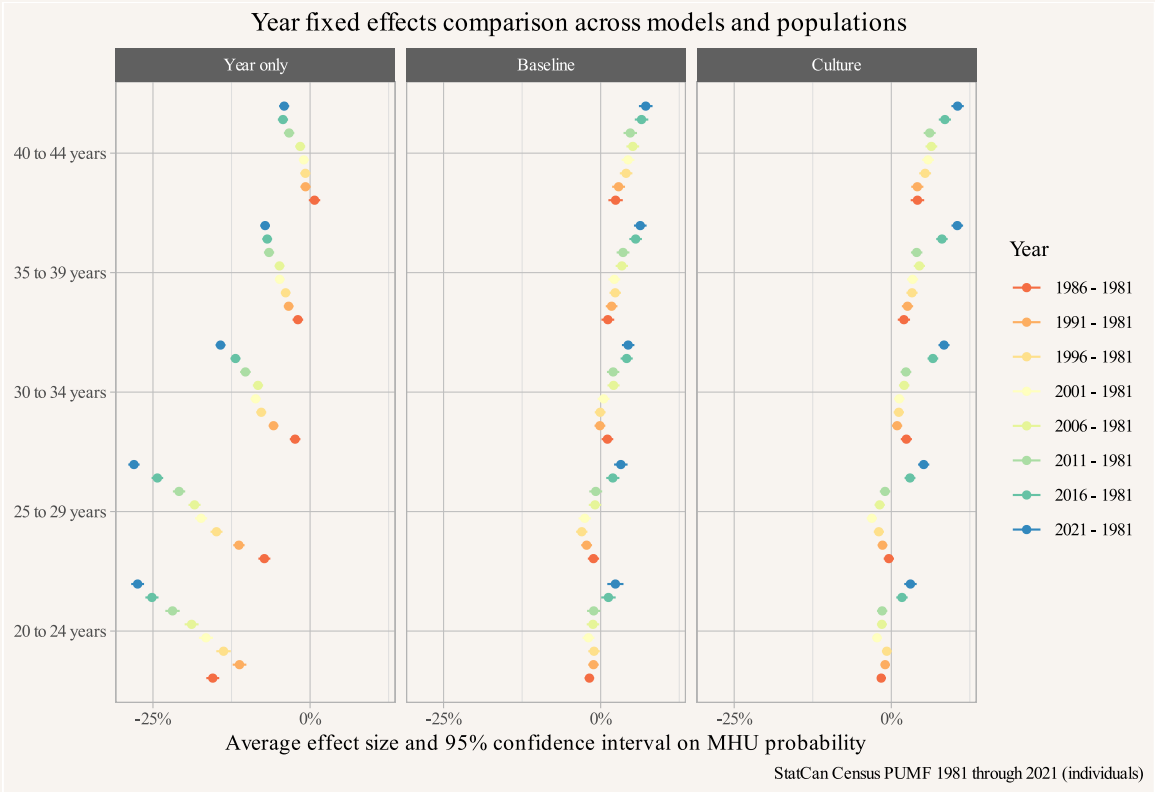 Year fixed effects comparison across models and populations
Year only
Baseline
Culture
40 to 44 years
35 to 39 years
30 to 34 years
25 to 29 years
20 to 24 years
-25%
0%
-25%
0%
-25%
0%
Average effect size and 95% confidence interval on MHU probability
Year
1986 - 1981
1991 - 1981
1996 - 1981
2001 - 1981
2006 - 1981
2011 - 1981
2016 - 1981
2021 - 1981
StatCan Census PUMF 1981 through 2021 (individuals)